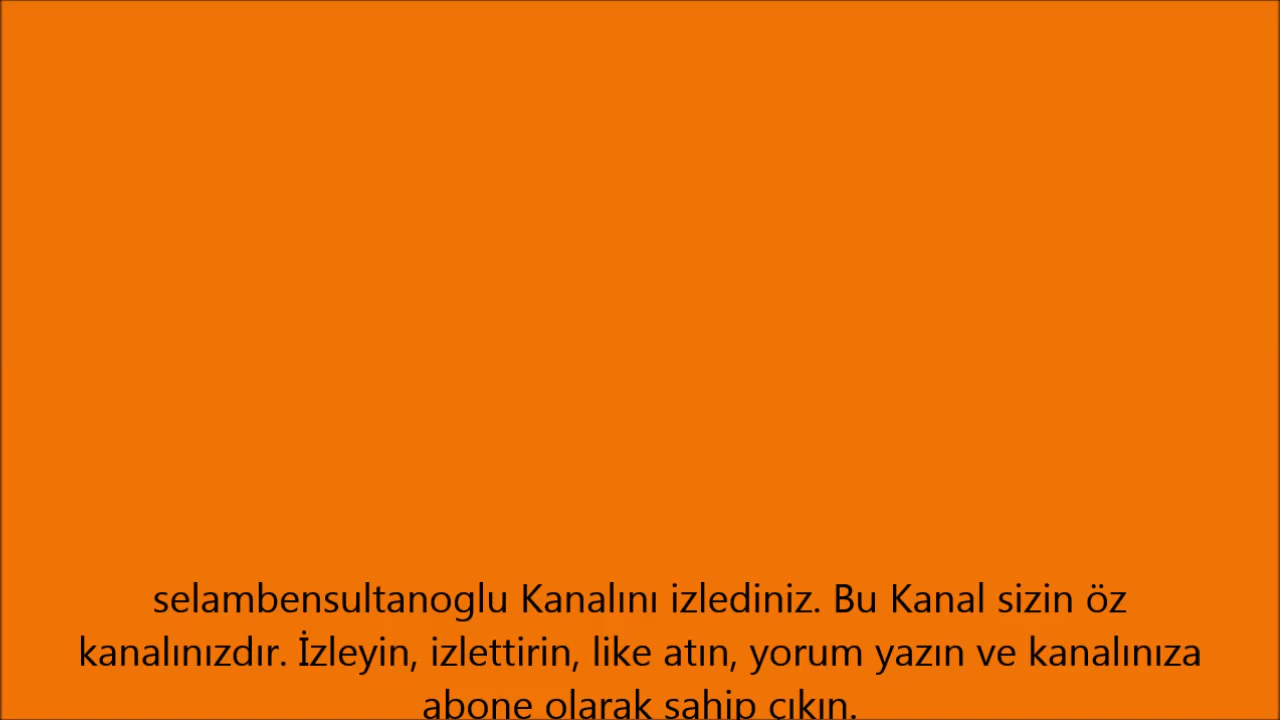 selambensultanoglu Kanalını izlediniz. Bu Kanal sizin öz
kanalınızdır. İzleyin, izlettirin, like atın, yorum yazın ve kanalınıza
abone olarak sahip çıkın.